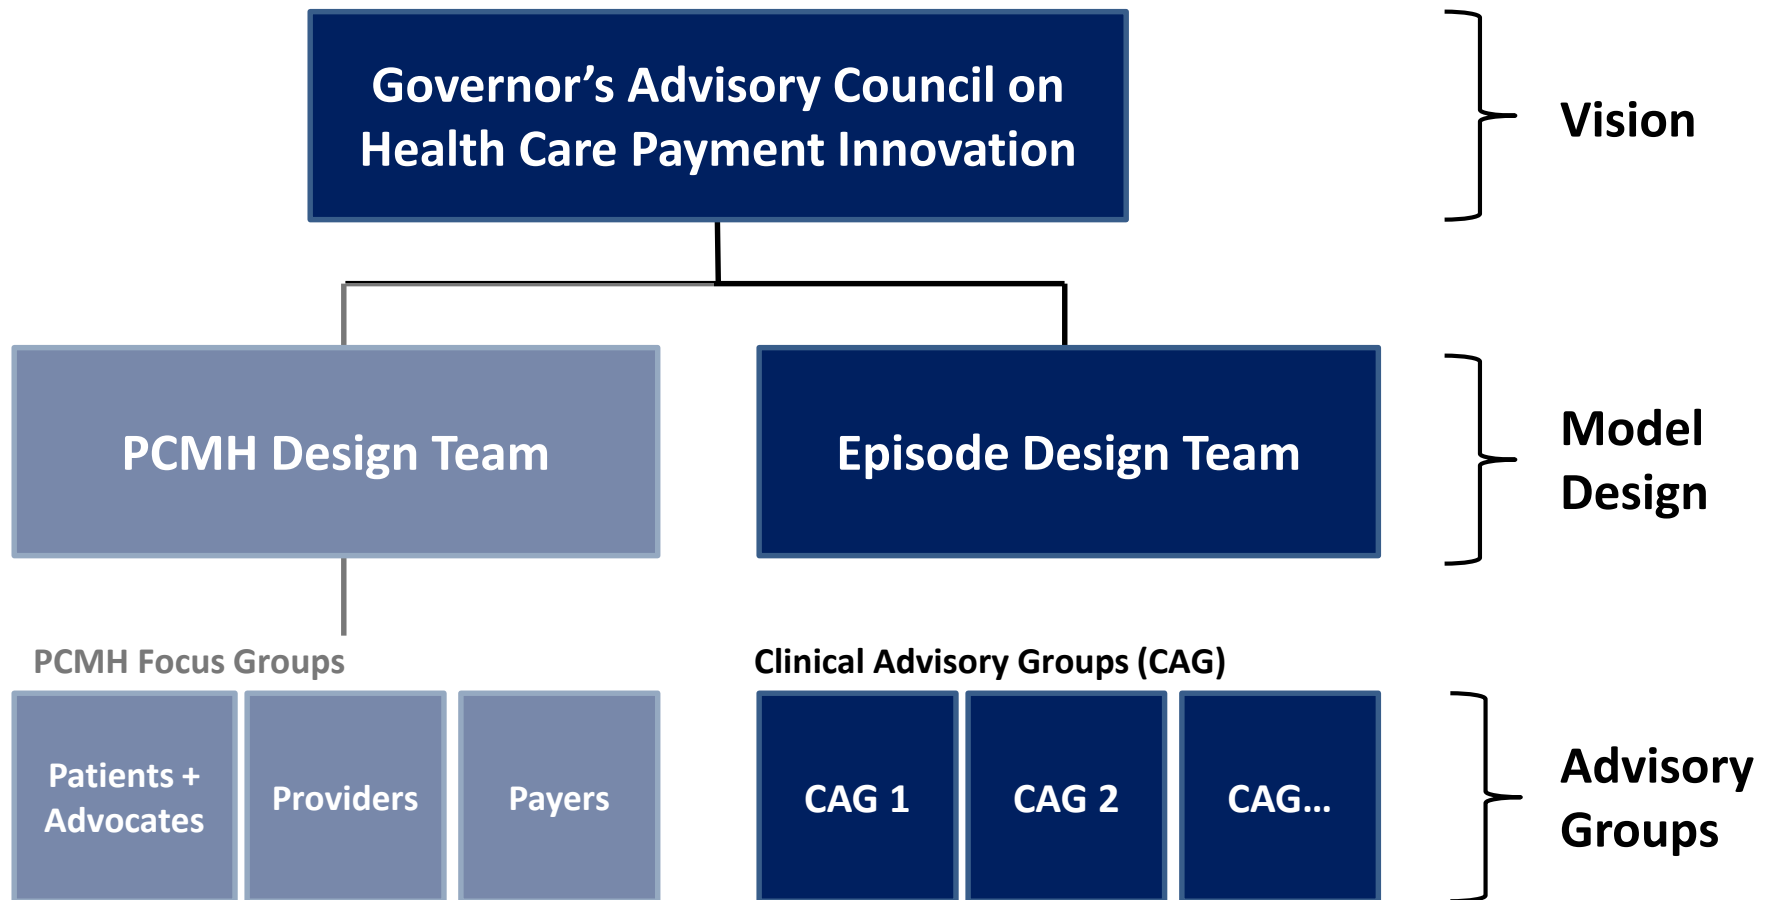 Governor’s Advisory Council on
Health Care Payment Innovation
Vision
PCMH Design Team
Episode Design Team
Model
Design
PCMH Focus Groups
Clinical Advisory Groups (CAG)
Patients +
Advocates
Providers
Payers
CAG 1
CAG 2
CAG…
Advisory
Groups